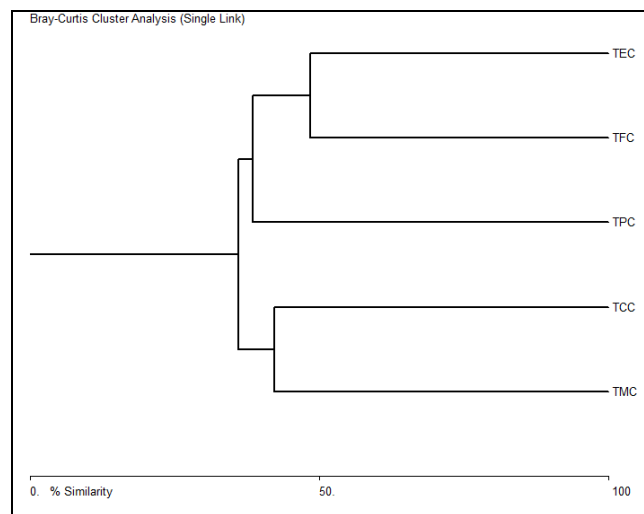 Bray-Curtis Cluster Analysis (Single Link)
TEC
TFC
TPC
TCC
TMC
0. % Similarity 50. 100